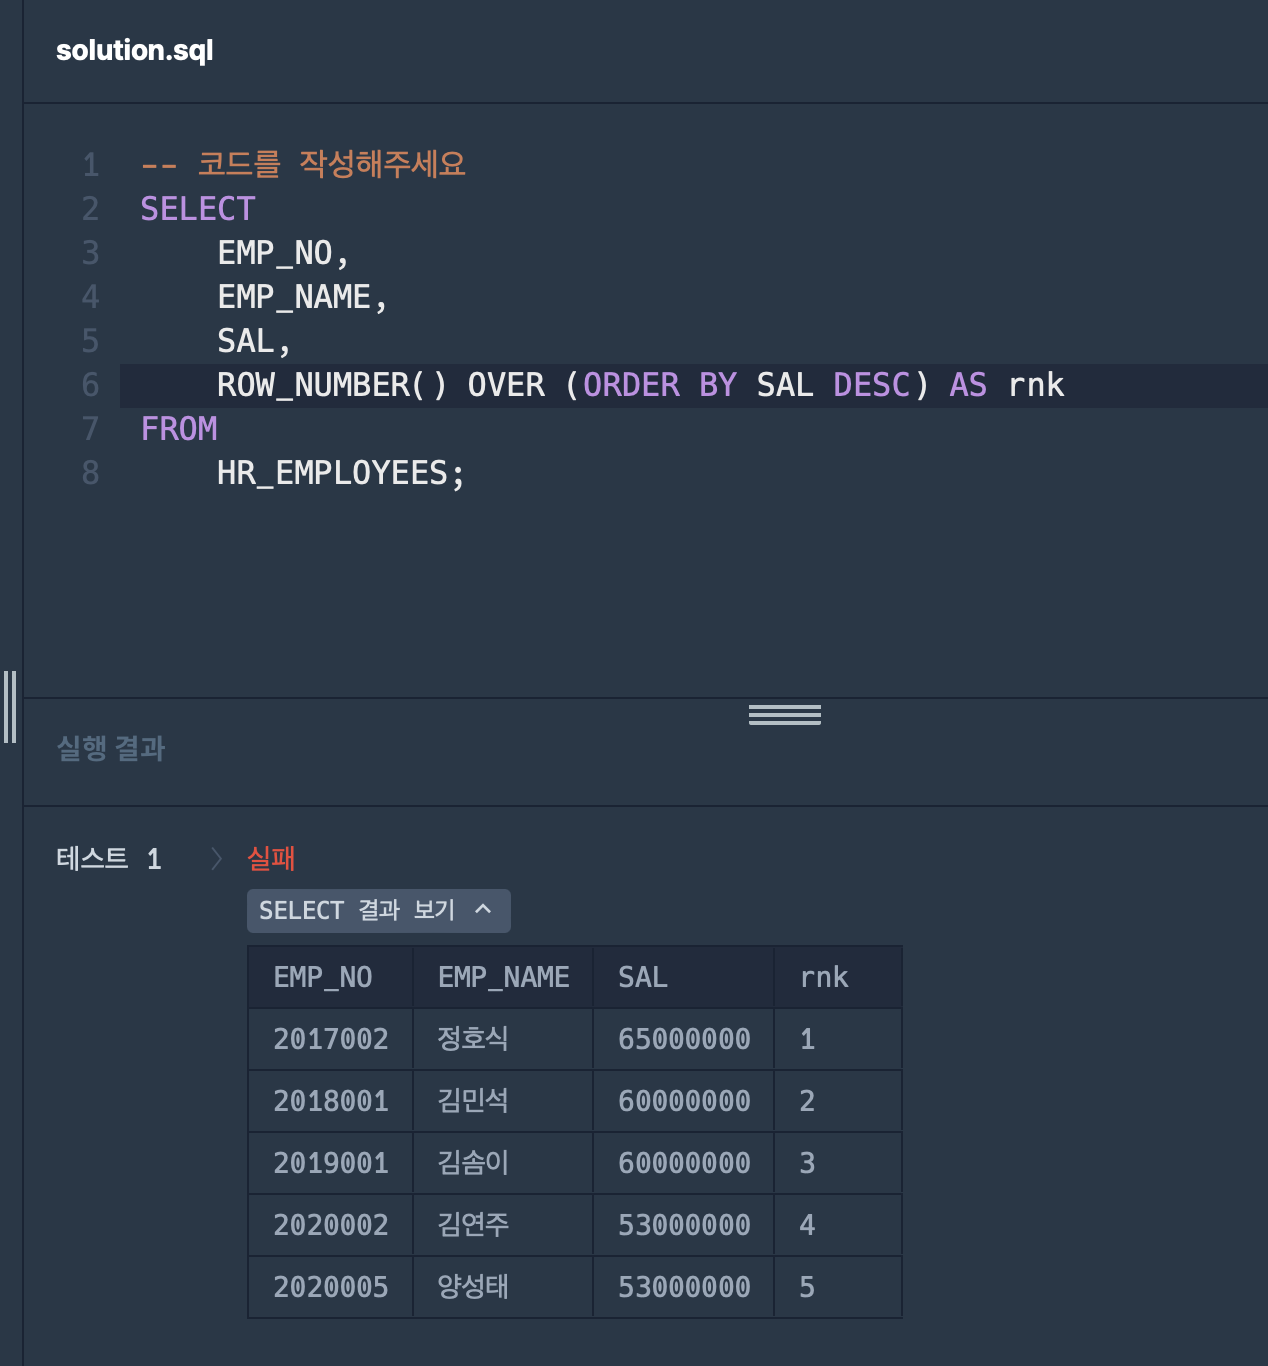 solution.sql
1 -- 코드를 작성해주세요
2 SELECT
3 EMP_NO,
4 EMP_NAME,
5 SAL,
6 ROW_NUMBER() OVER (ORDER BY SAL DESC) AS rnk
7 FROM
8 HR_EMPLOYEES;
실행 결과
테스트 1 실패
SELECT 결과 보기
EMP_NO EMP_NAME SAL rnk
2017002 정호식 65000000 1
2018001 김민석 60000000 2
2019001 김솜이 60000000 3
2020002 김연주 53000000 4
2020005 양성태 53000000 5